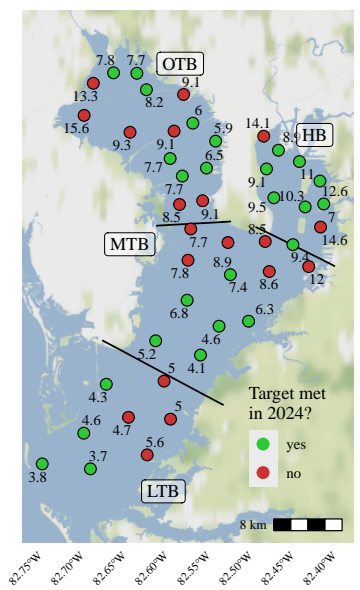 7.8
7.7
OTB
9.1
13.3
8.2
15.6
9.3
9.1
6
5.9
14.1
HB
8.9
7.7
6.5
11
9.1
7.7
12.6
10.3
9.5
7
8.5
9.1
14.6
MTB
7.7
8.5
9.4
7.8
8.9
7.4
8.6
12
6.8
4.6
6.3
5.2
4.1
5
4.3
4.6
4.7
5
5.6
3.8
3.7
LTB
Target met
in 2024?
yes
no
8 km
82.75°W
82.70°W
82.65°W
82.60°W
82.55°W
82.50°W
82.45°W
82.40°W